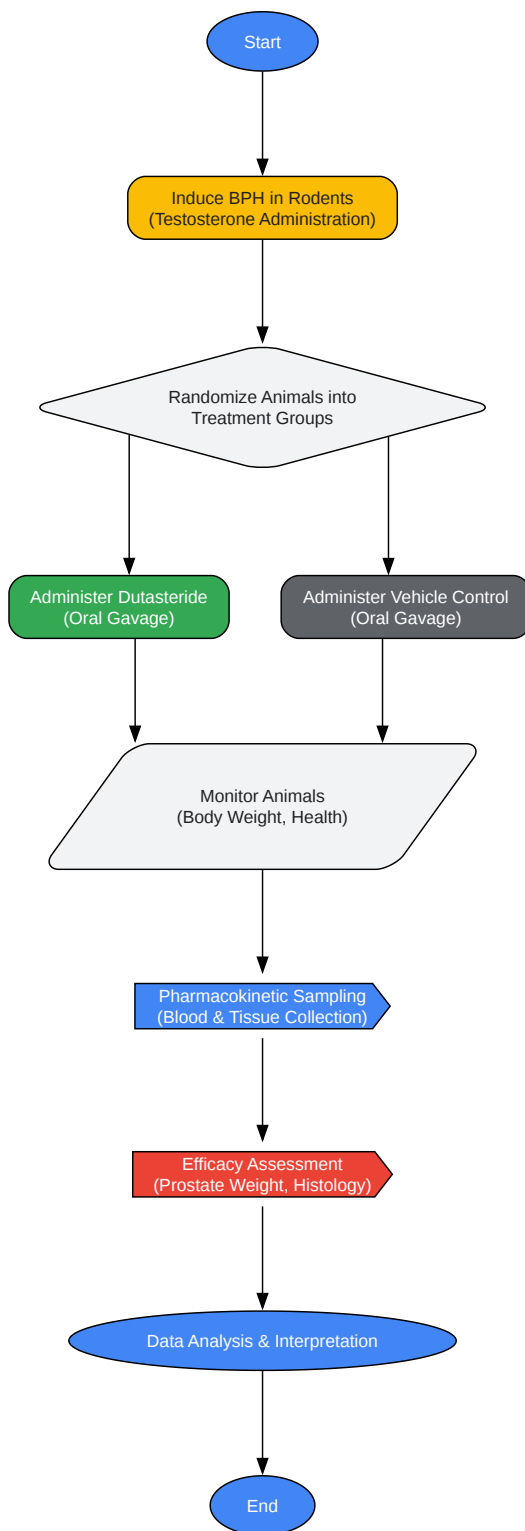 Start
Induce BPH in Rodents
(Testosterone Administration)
Randomize Animals into
Treatment Groups
Administer Dutasteride
(Oral Gavage)
Administer Vehicle Control
(Oral Gavage)
Monitor Animals
(Body Weight, Health)
Pharmacokinetic Sampling
(Blood & Tissue Collection)
Efficacy Assessment
(Prostate Weight, Histology)
Data Analysis & Interpretation
End